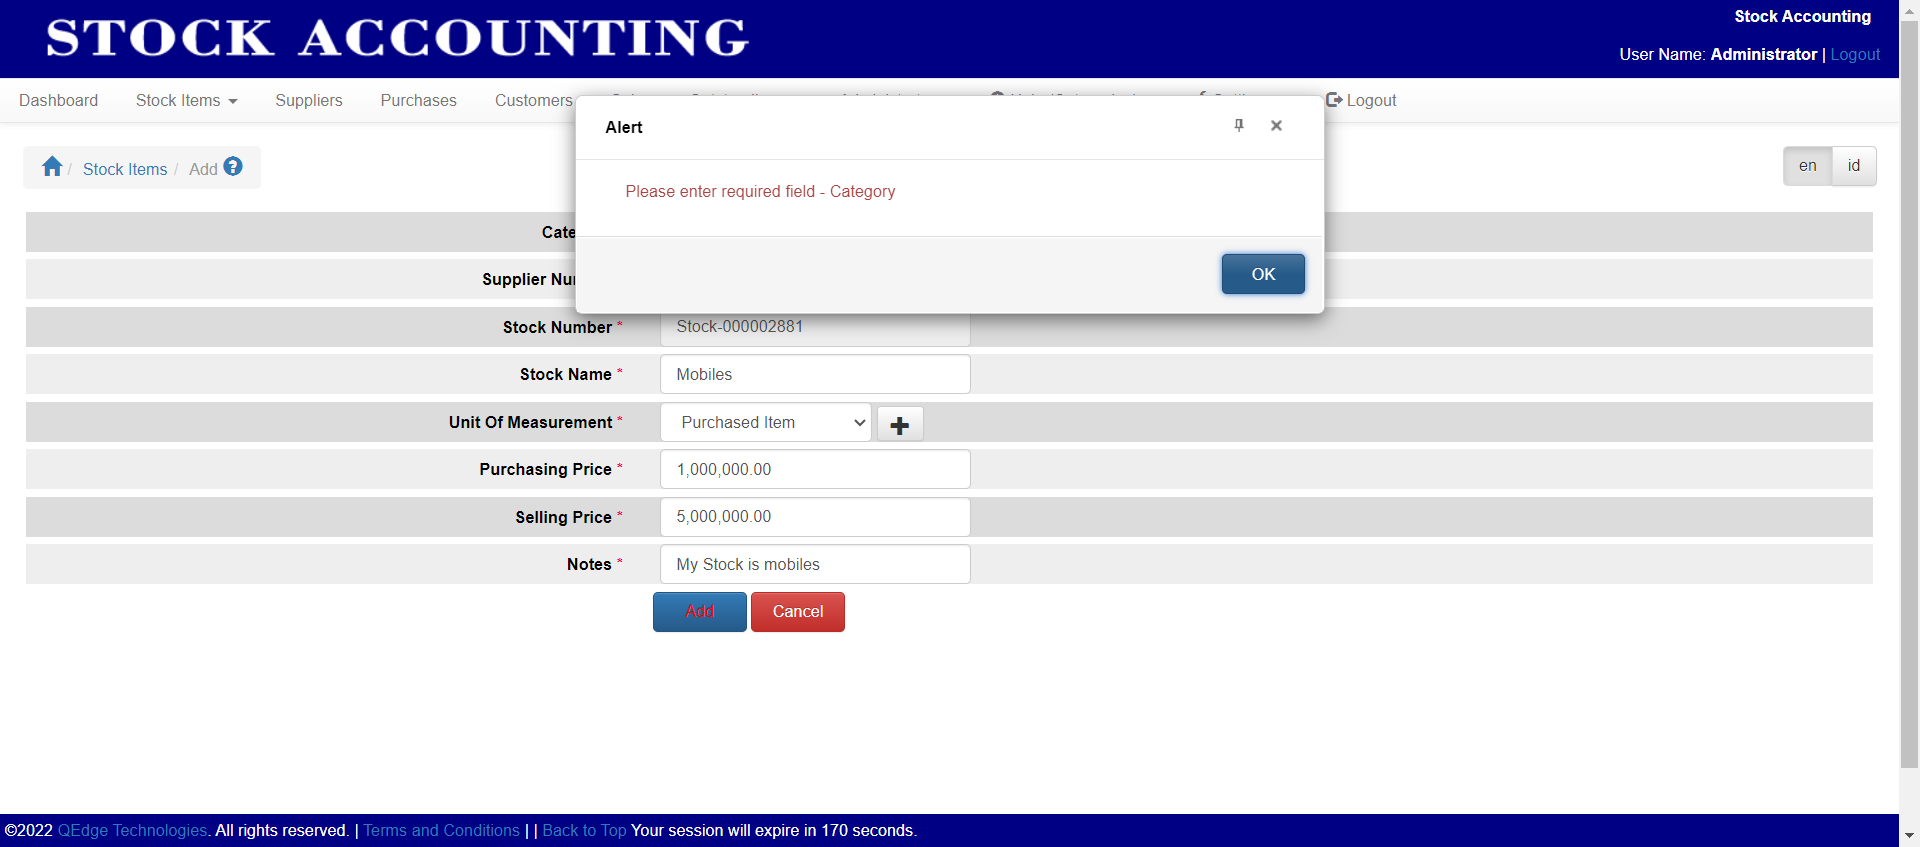 STOCK ACCOUNTING
Stock Accounting
User Name: Administrator | Logout
Dashboard Stock Items Suppliers Purchases Customers Logout
Alert
Stock Items / Add
en id
Please enter required field - Category
OK
Stock Number * Stock-000002881
Stock Name * Mobiles
Unit Of Measurement * Purchased Item
Purchasing Price * 1,000,000.00
Selling Price * 5,000,000.00
Notes * My Stock is mobiles
Add Cancel
©2022 QEdge Technologies. All rights reserved. | Terms and Conditions | | Back to Top Your session will expire in 170 seconds.